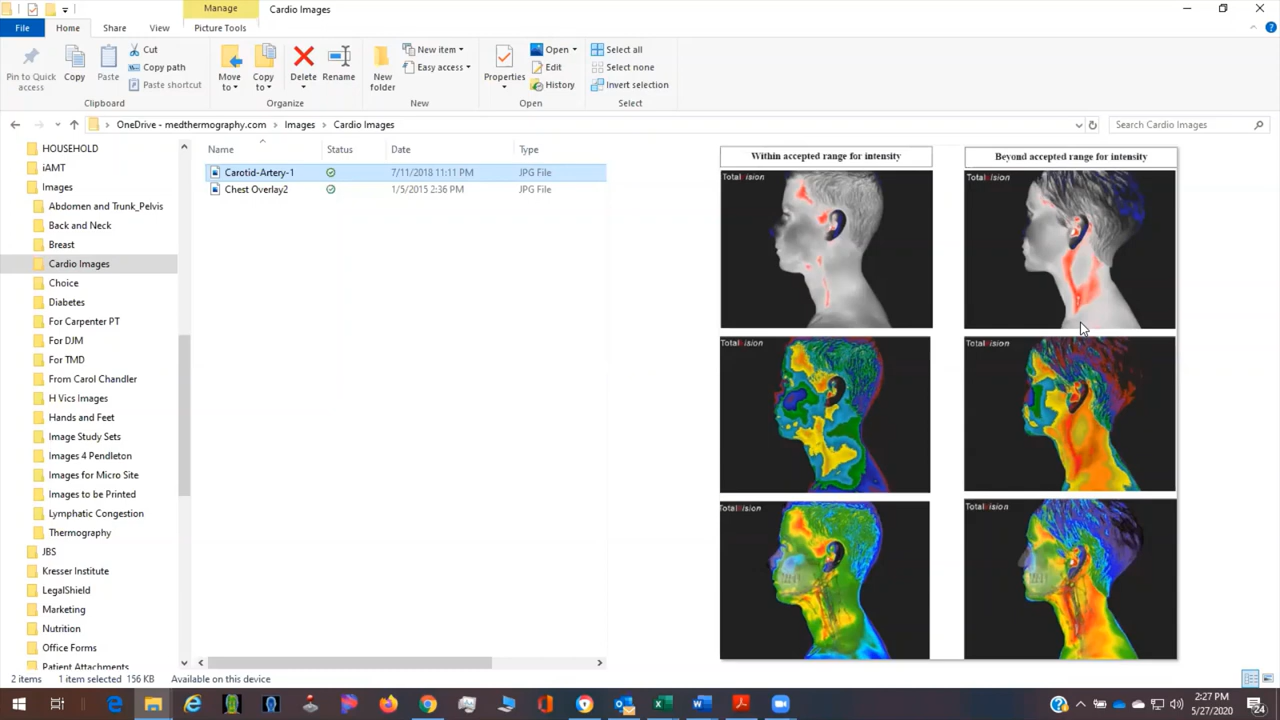 Manage
Cardio Images
File
Home
Share
View
Picture Tools
Pin to Quick access
Copy
Paste
Cut
Copy path
Paste shortcut
Move to
Copy to
Delete
Rename
New folder
New item
Easy access
Properties
Open
Edit
History
Select all
Select none
Invert selection
Clipboard
Organize
New
Open
Select
OneDrive - medthermography.com
Images
Cardio Images
Search Cardio Images
HOUSEHOLD
iAMT
Images
Abdomen and Trunk_Pelvis
Back and Neck
Breast
Cardio Images
Choice
Diabetes
For Carpenter PT
For DJM
For TMD
From Carol Chandler
H Vics Images
Hands and Feet
Image Study Sets
Images 4 Pendleton
Images for Micro Site
Images to be Printed
Lymphatic Congestion
Thermography
JBS
Kresser Institute
LegalShield
Marketing
Nutrition
Office Forms
Patient Attachments
Name Status Date Type
Carotid-Artery-1 7/11/2018 11:11 PM JPG File
Chest Overlay2 1/5/2015 2:36 PM JPG File
Within accepted range for intensity
Beyond accepted range for intensity
TotalVision
TotalVision
TotalVision
TotalVision
TotalVision
TotalVision
2 items 1 item selected 156 KB Available on this device
2:27 PM
5/27/2020
24